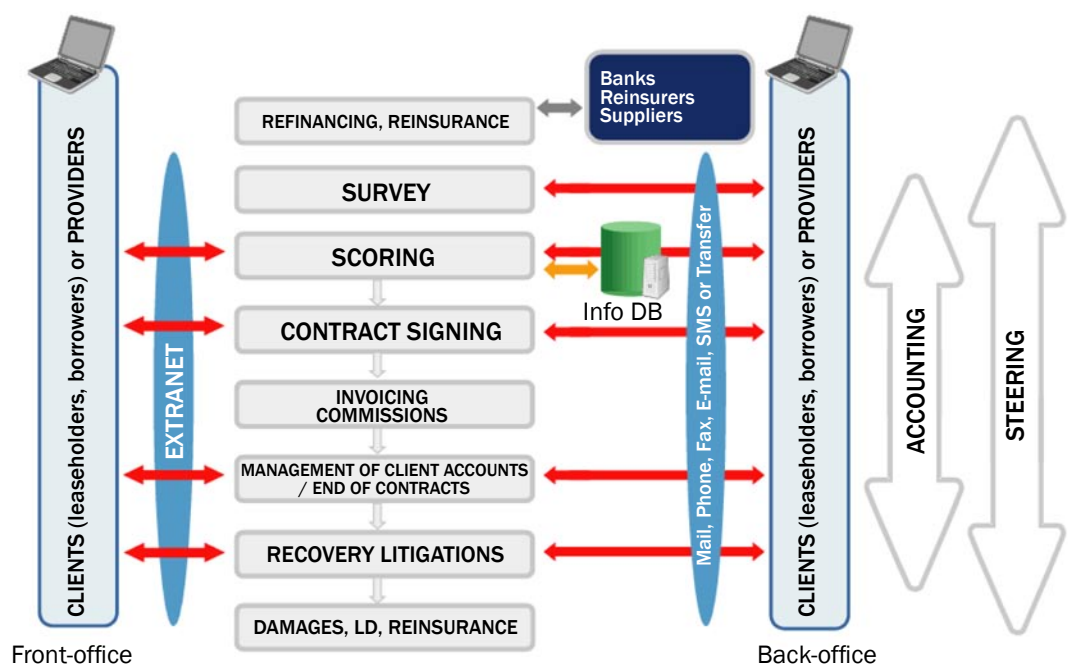 Banks
Reinsurers
Suppliers
REFINANCING, REINSURANCE
SURVEY
SCORING
Info DB
CONTRACT SIGNING
INVOICING
COMMISSIONS
MANAGEMENT OF CLIENT ACCOUNTS
/ END OF CONTRACTS
RECOVERY LITIGATIONS
DAMAGES, LD, REINSURANCE
CLIENTS (leaseholders, borrowers) or PROVIDERS
EXTRANET
Mail, Phone, Fax, E-mail, SMS or Transfer
CLIENTS (leaseholders, borrowers) or PROVIDERS
ACCOUNTING
STEERING
Front-office
Back-office